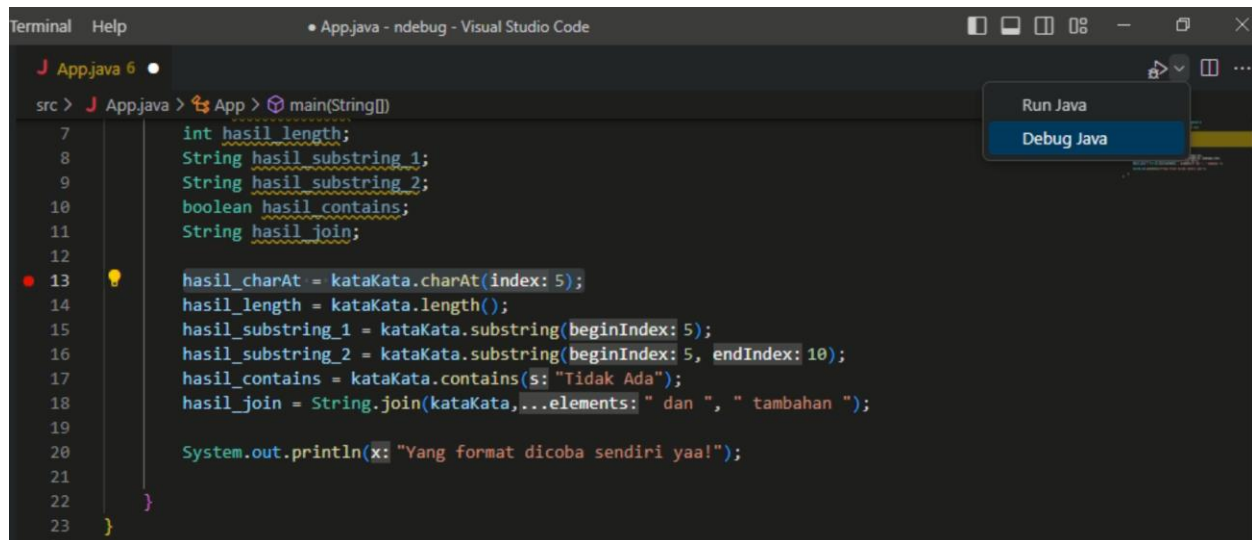 Terminal Help ● App.java - ndebug - Visual Studio Code
J App.java 6 ●
src > J App.java > App > main(String[])
Run Java
Debug Java
7 int hasil_length;
8 String hasil_substring_1;
9 String hasil_substring_2;
10 boolean hasil_contains;
11 String hasil_join;
12
13 hasil_charAt = kataKata.charAt(index: 5);
14 hasil_length = kataKata.length();
15 hasil_substring_1 = kataKata.substring(beginIndex: 5);
16 hasil_substring_2 = kataKata.substring(beginIndex: 5, endIndex: 10);
17 hasil_contains = kataKata.contains(s: "Tidak Ada");
18 hasil_join = String.join(kataKata,...elements: " dan ", " tambahan ");
19
20 System.out.println(x: "Yang format dicoba sendiri yaa!");
21
22 }
23 }